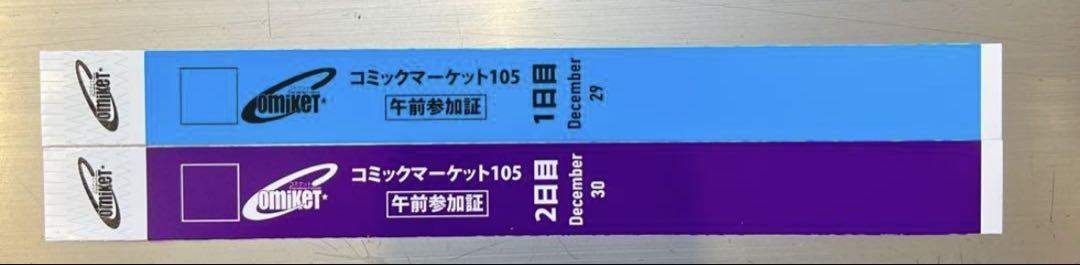 Comiket
Comiket
コミックマーケット105
午前参加証
1日目
December
29
Comiket
Comiket
コミックマーケット105
午前参加証
2日目
December
30